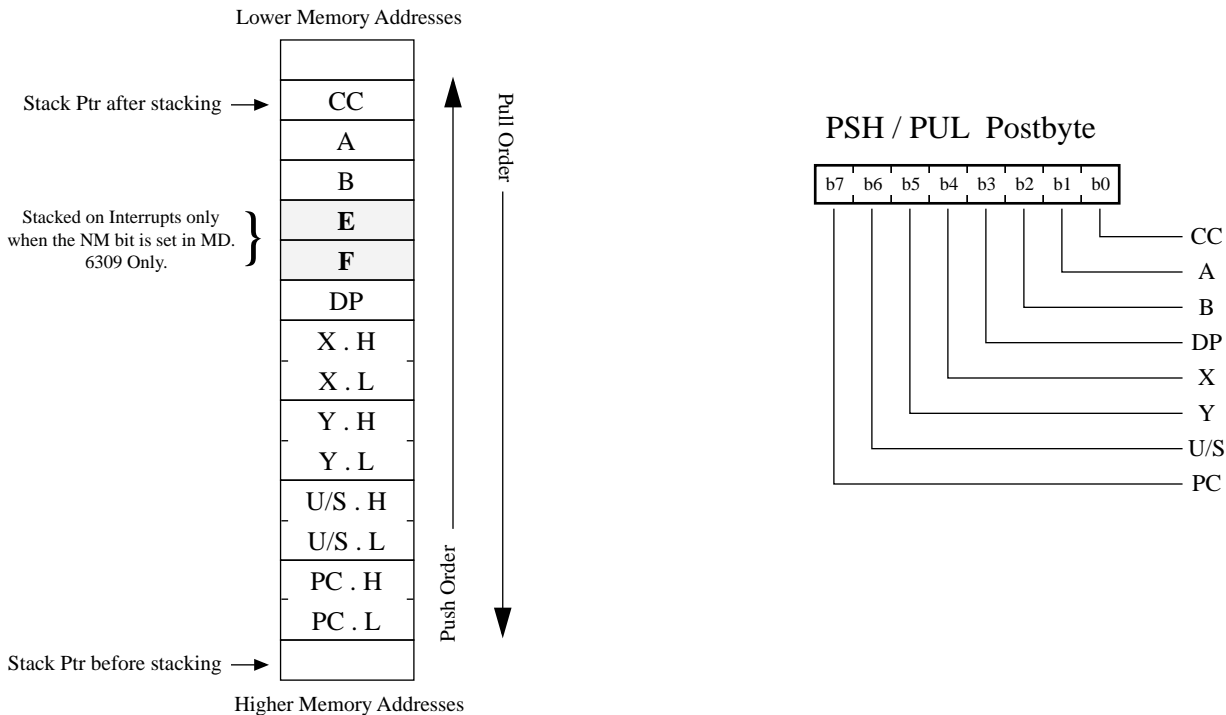 Lower Memory Addresses
Stack Ptr after stacking
CC
A
B
E
F
DP
X . H
X . L
Y . H
Y . L
U/S . H
U/S . L
PC . H
PC . L
Stacked on Interrupts only
when the NM bit is set in MD.
6309 Only.
}
Stack Ptr before stacking
Higher Memory Addresses
Push Order
Pull Order
PSH / PUL Postbyte
b7 b6 b5 b4 b3 b2 b1 b0
CC
A
B
DP
X
Y
U/S
PC